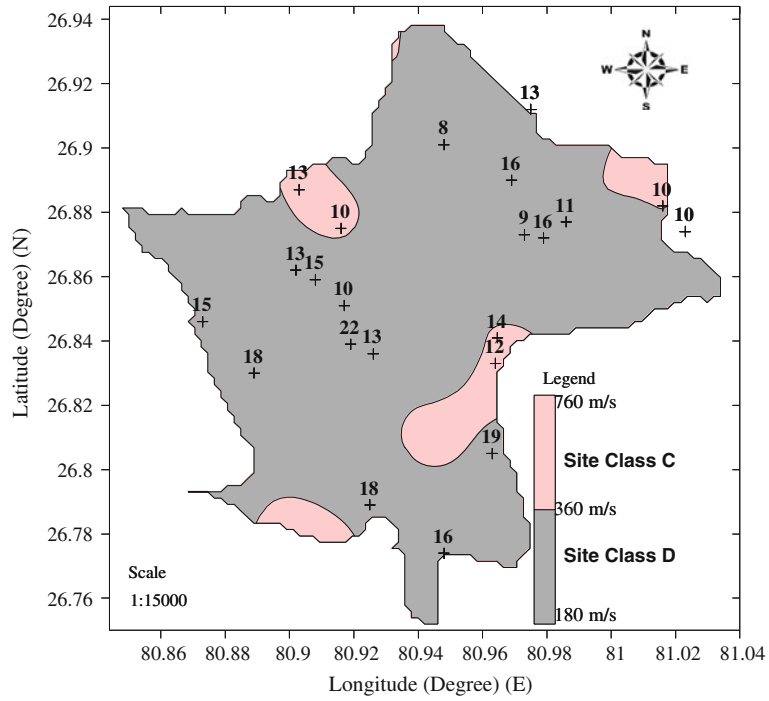 26.94
N
W E
S
26.92
13
8
26.9
16
13
10
10
11
26.88
10
9 16
13
15
26.86
10
15
14
22
13
26.84
12
18
Legend
760 m/s
26.82
19
Site Class C
26.8
18
360 m/s
26.78
16
Site Class D
Scale
26.76
1:15000
180 m/s
80.86 80.88 80.9 80.92 80.94 80.96 80.98 81 81.02 81.04
Longitude (Degree) (E)
Latitude (Degree) (N)